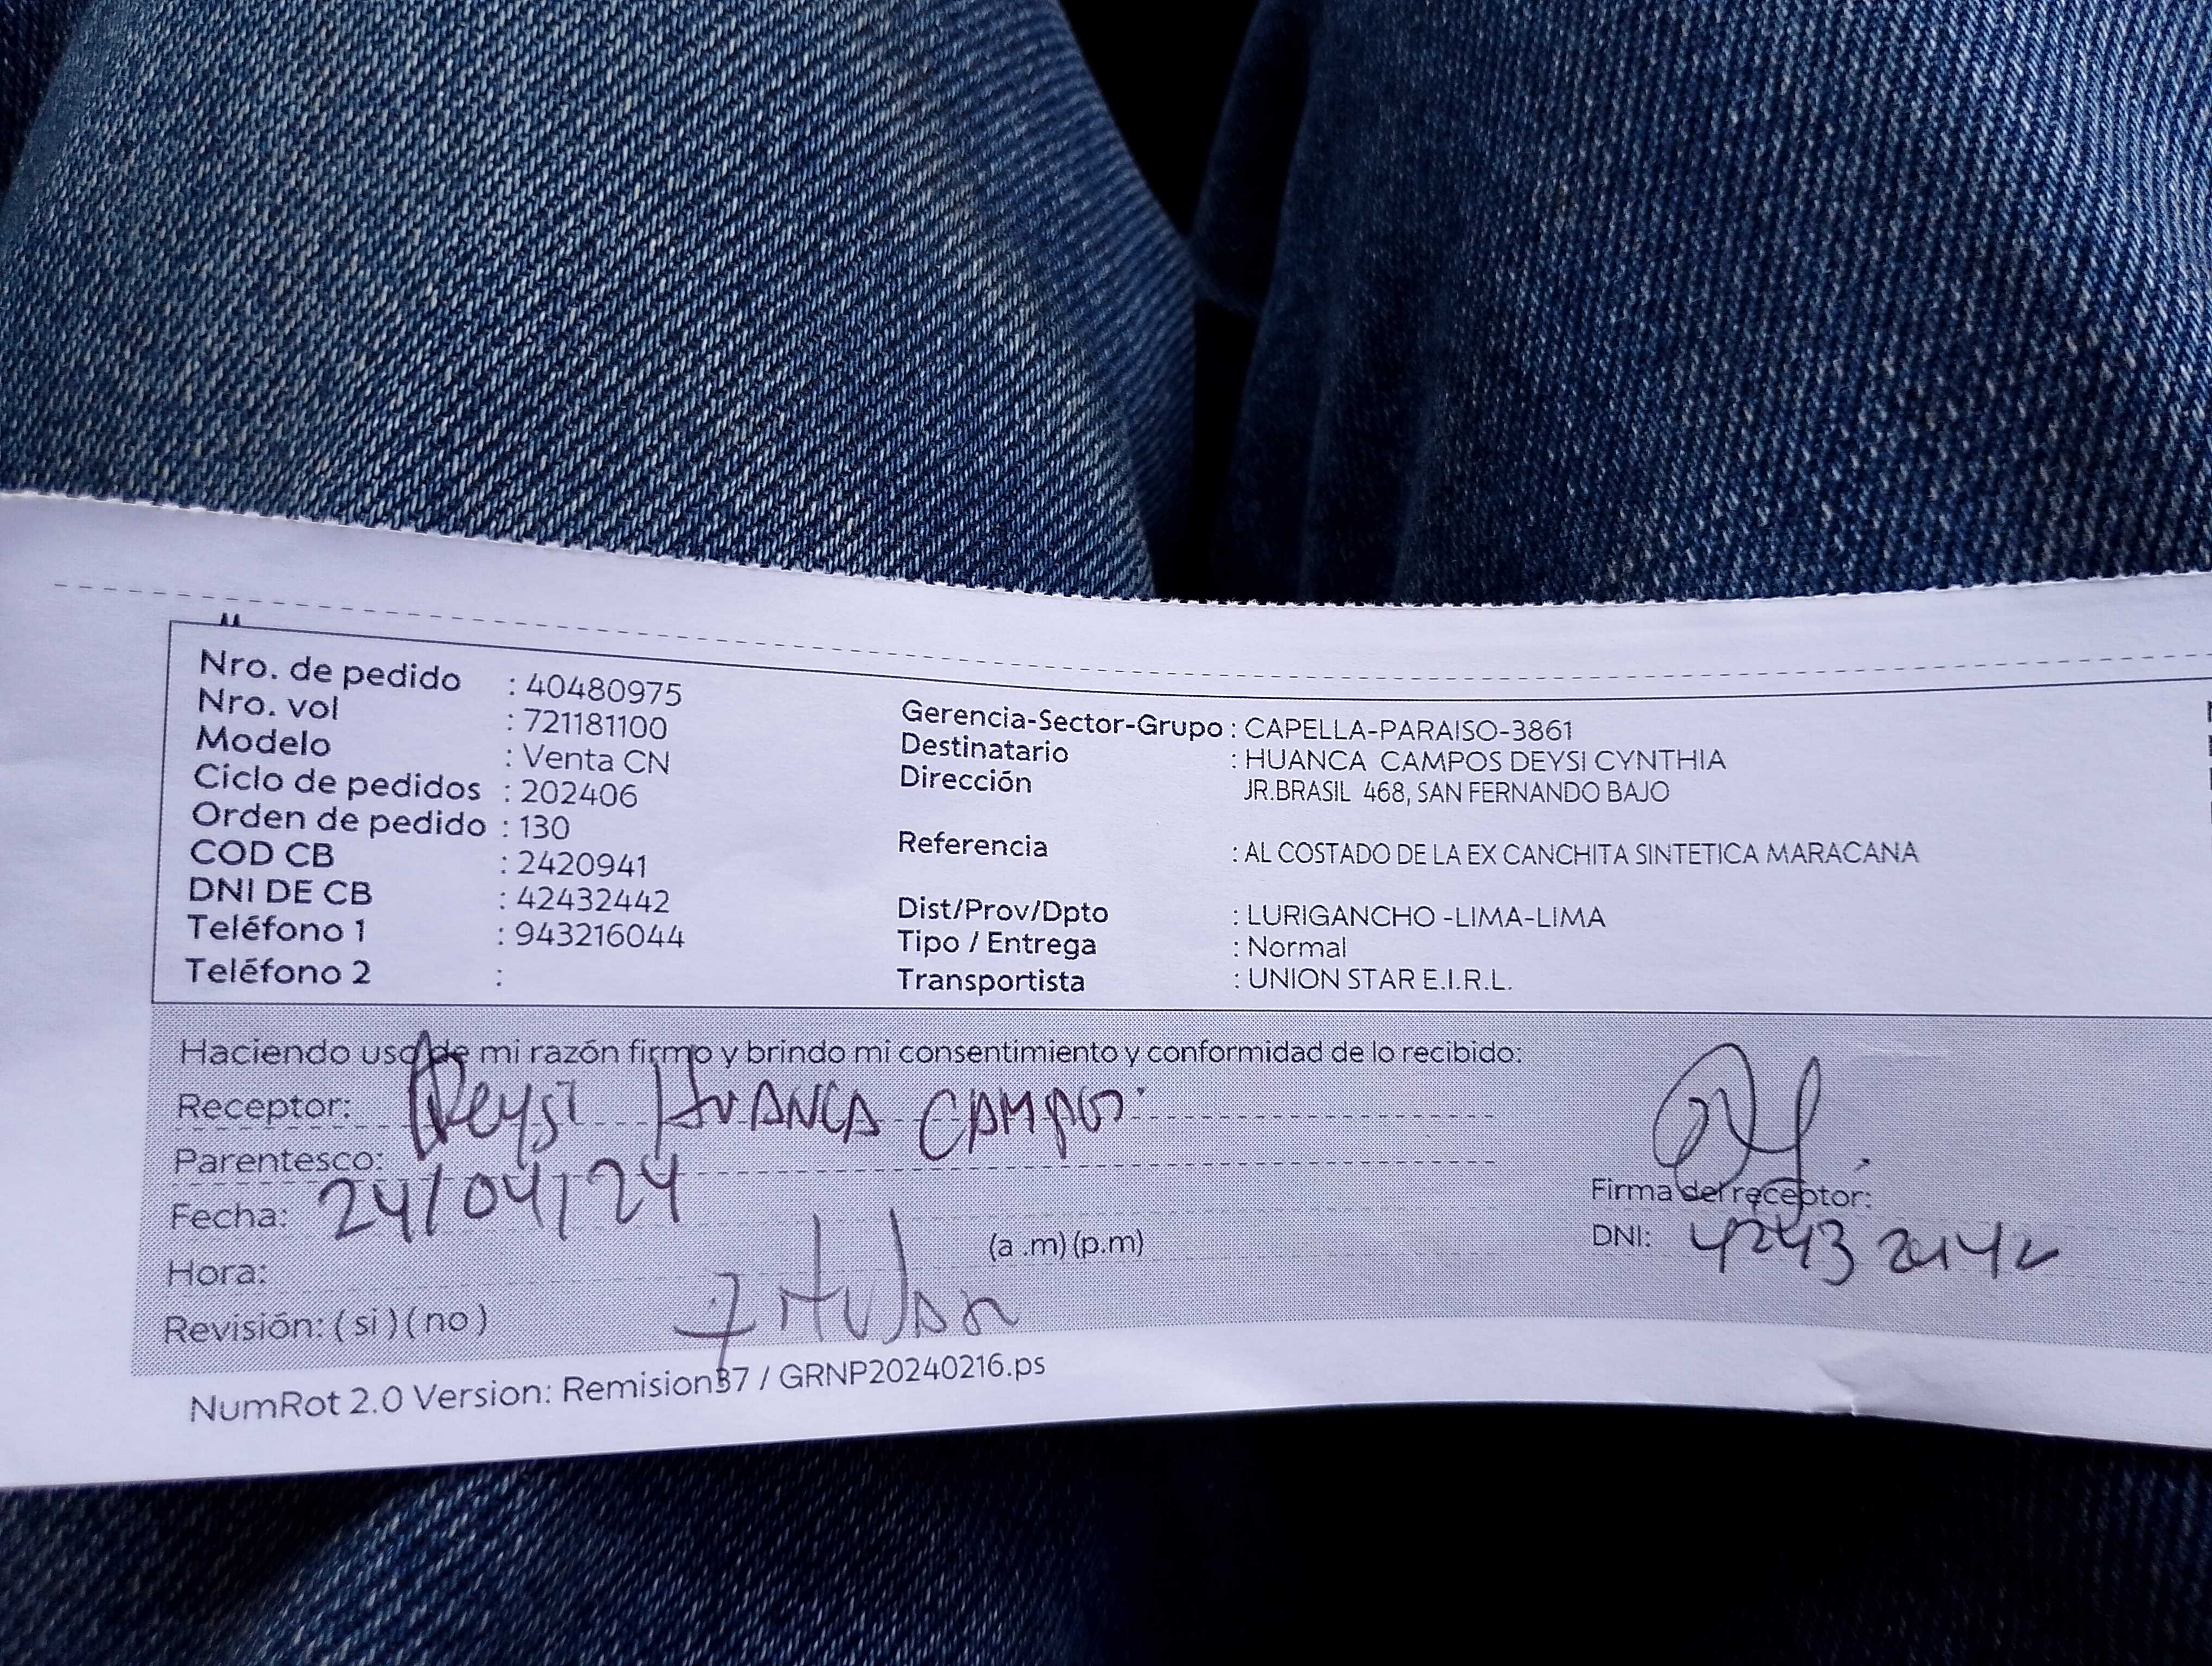 Nro. de pedido : 40480975
Nro. vol : 721181100
Modelo : Venta CN
Ciclo de pedidos : 202406
Orden de pedido : 130
COD CB : 2420941
DNI DE CB : 42432442
Teléfono 1 : 943216044
Teléfono 2 :
Gerencia-Sector-Grupo : CAPELLA-PARAISO-3861
Destinatario : HUANCA CAMPOS DEYSI CYNTHIA
Dirección JR.BRASIL 468, SAN FERNANDO BAJO
Referencia : AL COSTADO DE LA EX CANCHITA SINTETICA MARACANA
Dist/Prov/Dpto : LURIGANCHO -LIMA-LIMA
Tipo / Entrega : Normal
Transportista : UNION STAR E.I.R.L.
Haciendo uso de mi razón firmo y brindo mi consentimiento y conformidad de lo recibido:
Receptor: Deysi HUANCA CAMPOS
Parentesco:
Fecha: 24/04/24
Hora: (a .m) (p.m)
Revisión: ( si ) ( no )
Firma del receptor:
DNI: 42432442
NumRot 2.0 Version: Remision37 / GRNP20240216.ps